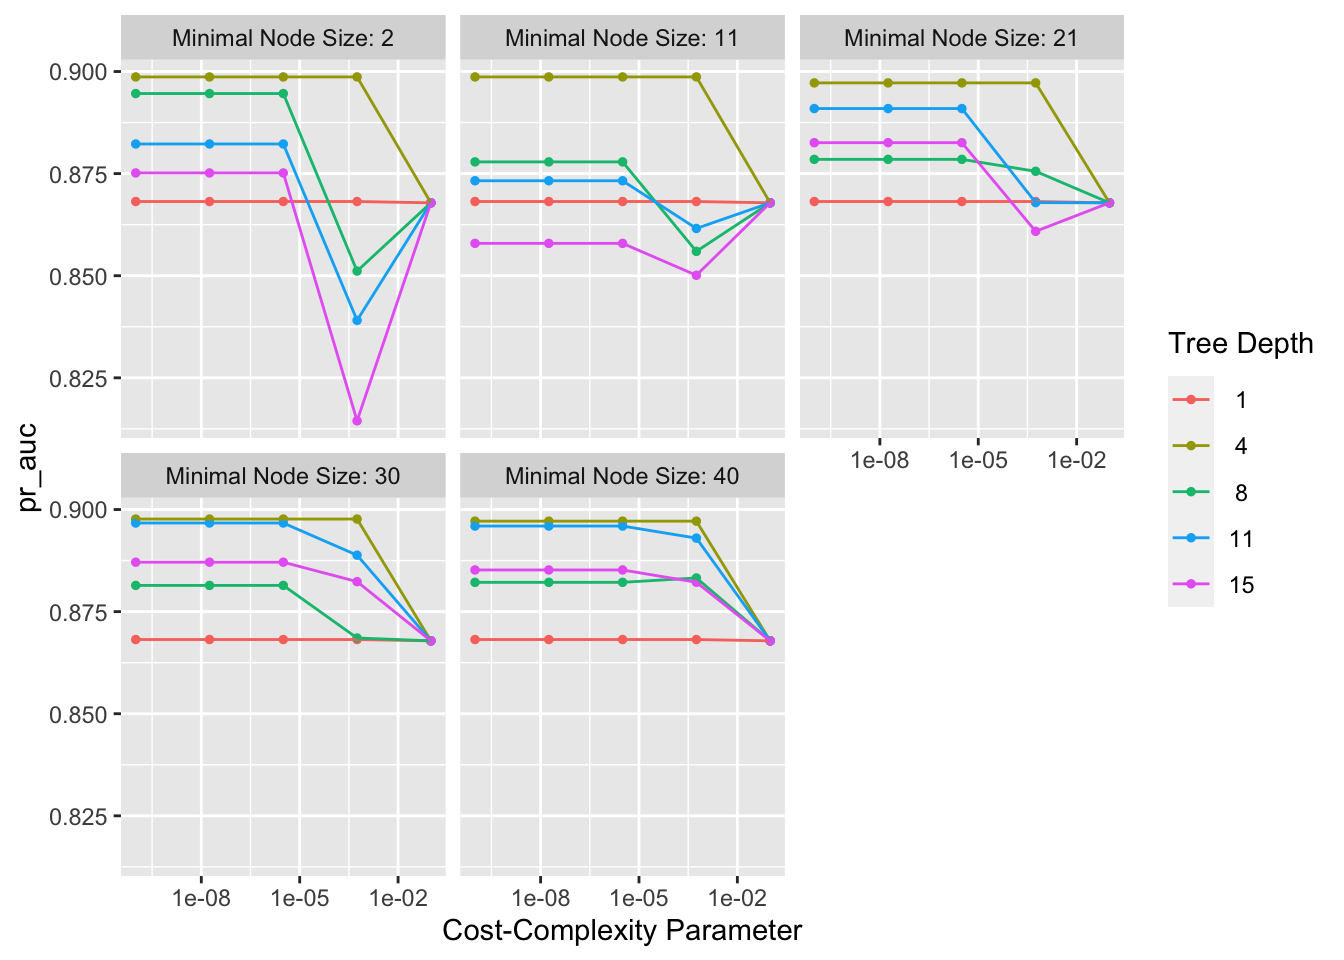 Minimal Node Size: 2
Minimal Node Size: 11
Minimal Node Size: 21
0.900
0.875
0.850
0.825
1e-08
1e-05
1e-02
Minimal Node Size: 30
Minimal Node Size: 40
0.900
0.875
0.850
0.825
1e-08
1e-05
1e-02
1e-08
1e-05
1e-02
pr_auc
Cost-Complexity Parameter
Tree Depth
1
4
8
11
15